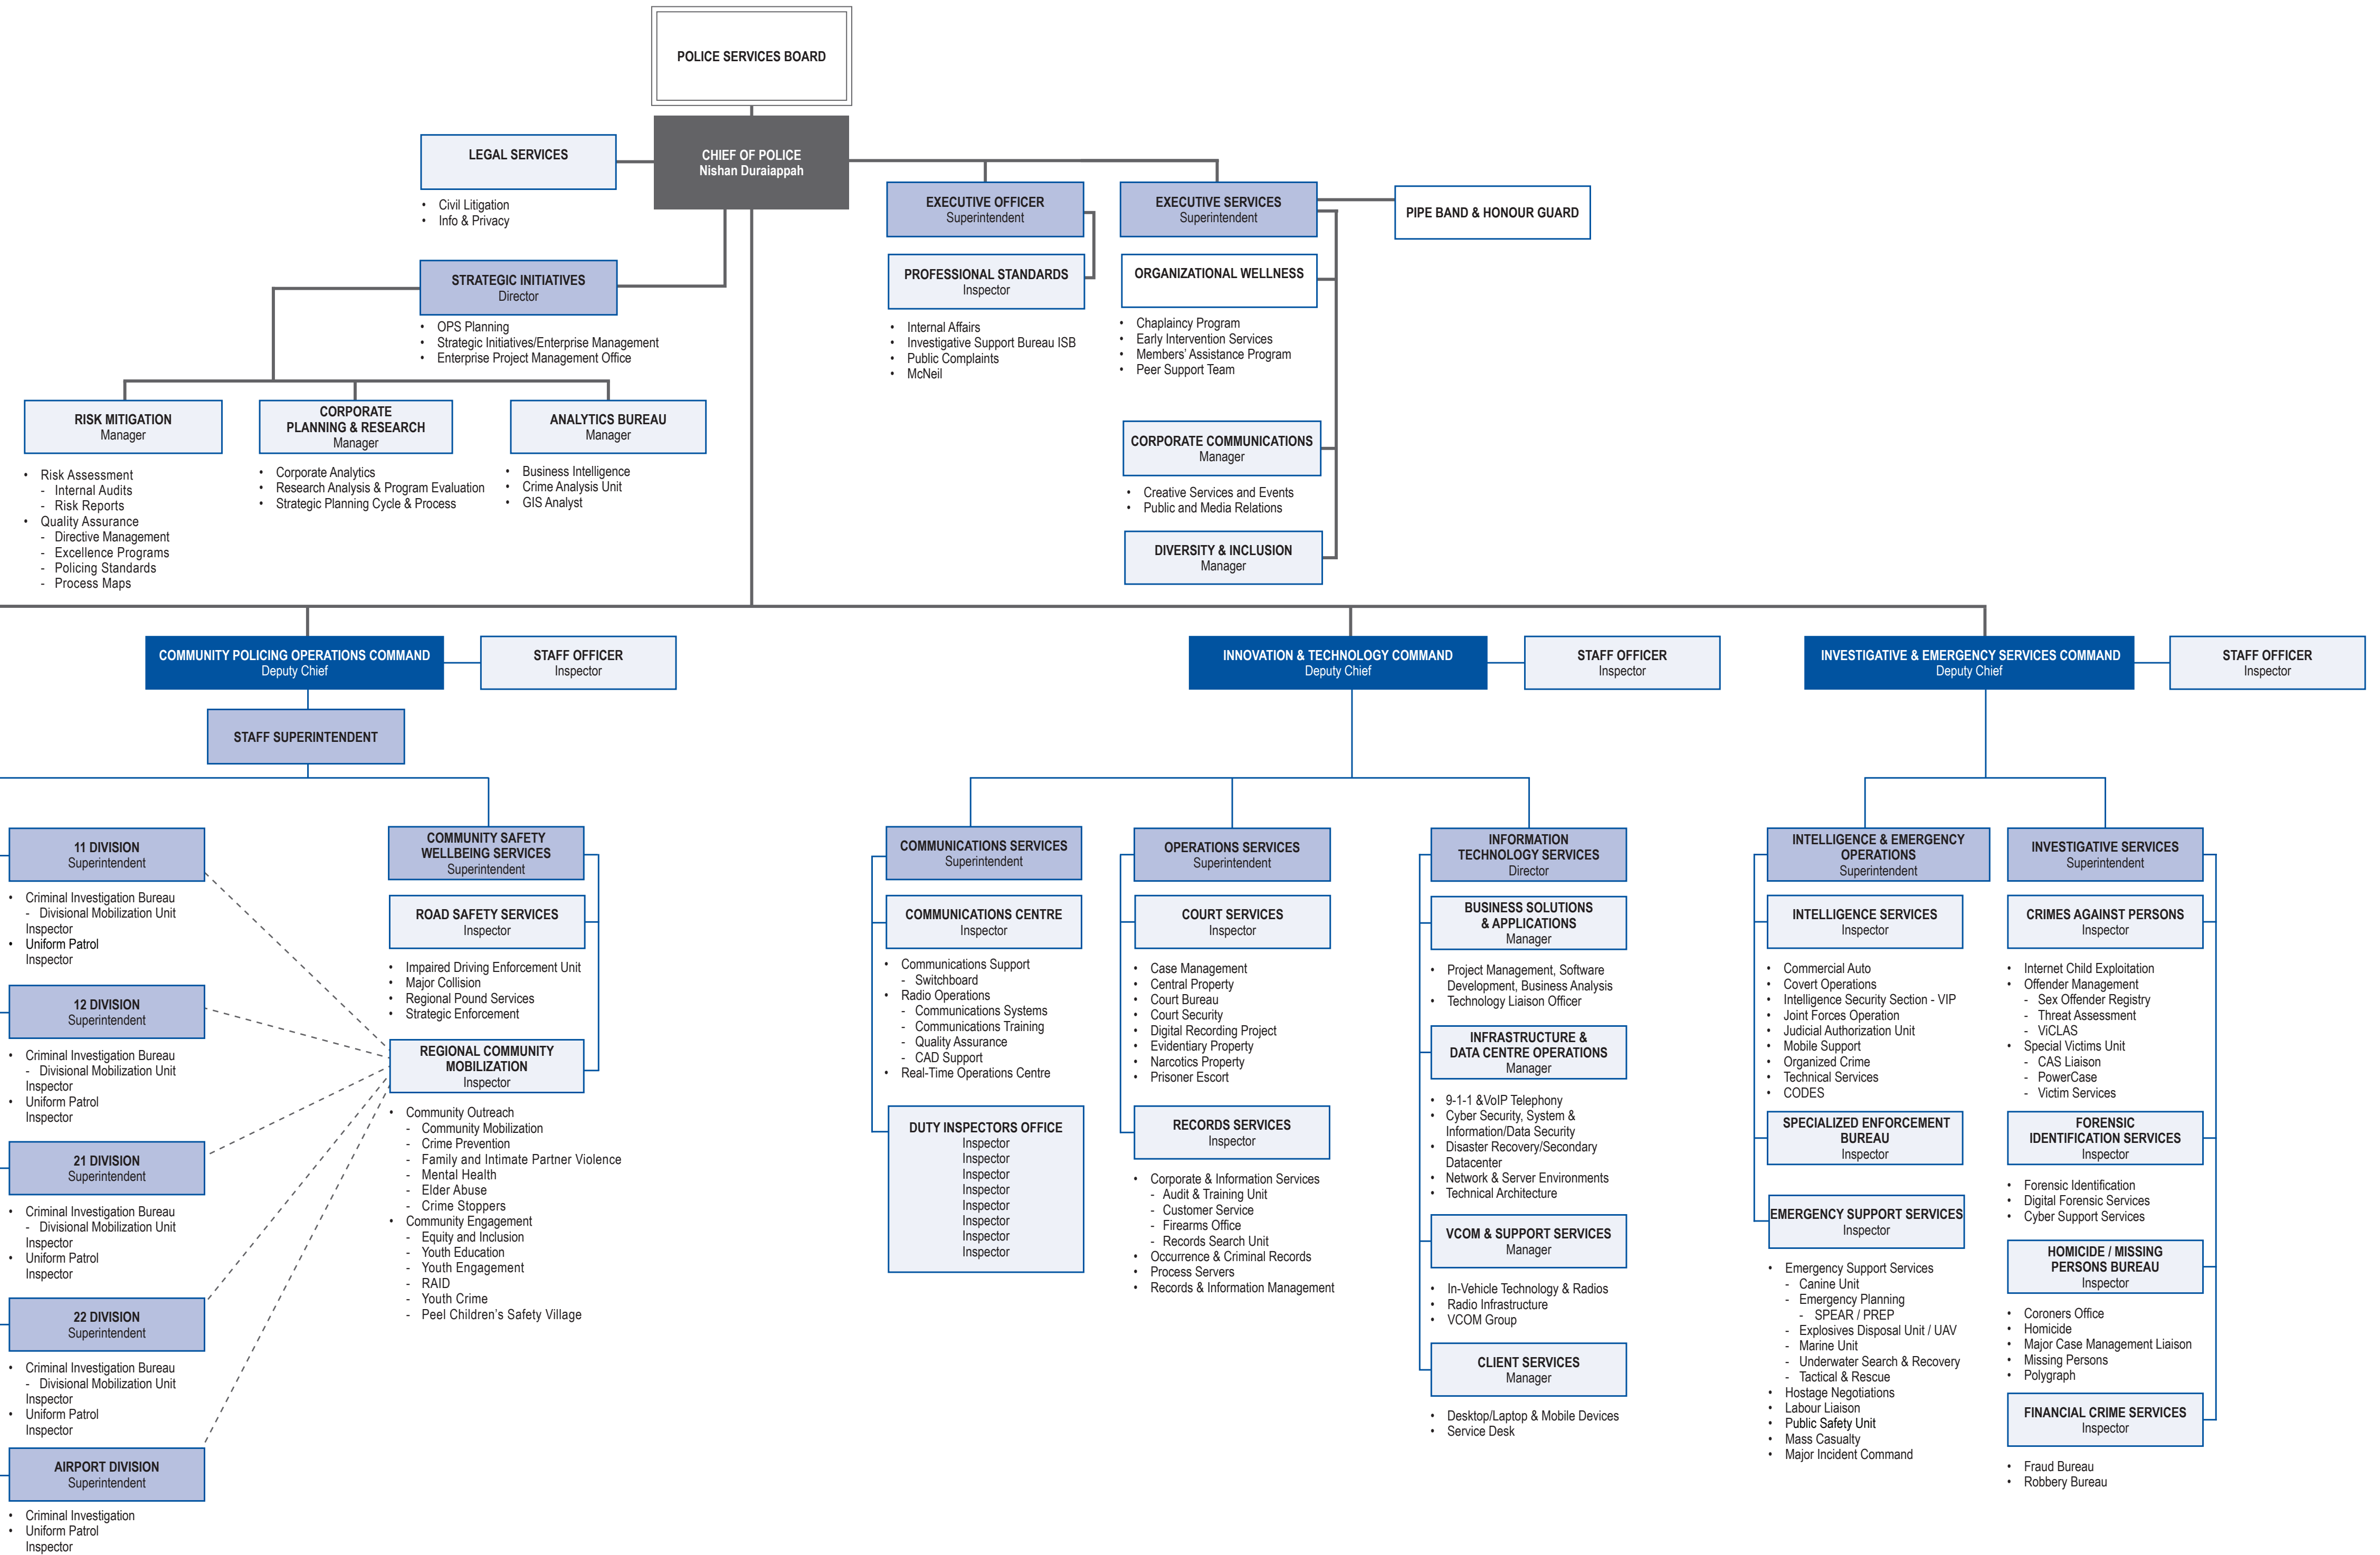 POLICE SERVICES BOARD
CHIEF OF POLICE
Nishan Duraiappah
LEGAL SERVICES
• Civil Litigation
• Info & Privacy
EXECUTIVE OFFICER
Superintendent
EXECUTIVE SERVICES
Superintendent
PIPE BAND & HONOUR GUARD
STRATEGIC INITIATIVES
Director
• OPS Planning
• Strategic Initiatives/Enterprise Management
• Enterprise Project Management Office
PROFESSIONAL STANDARDS
Inspector
• Internal Affairs
• Investigative Support Bureau ISB
• Public Complaints
• McNeil
ORGANIZATIONAL WELLNESS
• Chaplaincy Program
• Early Intervention Services
• Members' Assistance Program
• Peer Support Team
RISK MITIGATION
Manager
• Risk Assessment
- Internal Audits
- Risk Reports
• Quality Assurance
- Directive Management
- Excellence Programs
- Policing Standards
- Process Maps
CORPORATE
PLANNING & RESEARCH
Manager
• Corporate Analytics
• Research Analysis & Program Evaluation
• Strategic Planning Cycle & Process
ANALYTICS BUREAU
Manager
• Business Intelligence
• Crime Analysis Unit
• GIS Analyst
CORPORATE COMMUNICATIONS
Manager
• Creative Services and Events
• Public and Media Relations
DIVERSITY & INCLUSION
Manager
COMMUNITY POLICING OPERATIONS COMMAND
Deputy Chief
STAFF OFFICER
Inspector
INNOVATION & TECHNOLOGY COMMAND
Deputy Chief
STAFF OFFICER
Inspector
INVESTIGATIVE & EMERGENCY SERVICES COMMAND
Deputy Chief
STAFF OFFICER
Inspector
STAFF SUPERINTENDENT
11 DIVISION
Superintendent
• Criminal Investigation Bureau
- Divisional Mobilization Unit
Inspector
• Uniform Patrol
Inspector
12 DIVISION
Superintendent
• Criminal Investigation Bureau
- Divisional Mobilization Unit
Inspector
• Uniform Patrol
Inspector
21 DIVISION
Superintendent
• Criminal Investigation Bureau
- Divisional Mobilization Unit
Inspector
• Uniform Patrol
Inspector
22 DIVISION
Superintendent
• Criminal Investigation Bureau
- Divisional Mobilization Unit
Inspector
• Uniform Patrol
Inspector
AIRPORT DIVISION
Superintendent
• Criminal Investigation
• Uniform Patrol
Inspector
COMMUNITY SAFETY
WELLBEING SERVICES
Superintendent
ROAD SAFETY SERVICES
Inspector
• Impaired Driving Enforcement Unit
• Major Collision
• Regional Pound Services
• Strategic Enforcement
REGIONAL COMMUNITY
MOBILIZATION
Inspector
• Community Outreach
- Community Mobilization
- Crime Prevention
- Family and Intimate Partner Violence
- Mental Health
- Elder Abuse
- Crime Stoppers
• Community Engagement
- Equity and Inclusion
- Youth Education
- Youth Engagement
- RAID
- Youth Crime
- Peel Children's Safety Village
COMMUNICATIONS SERVICES
Superintendent
COMMUNICATIONS CENTRE
Inspector
• Communications Support
- Switchboard
• Radio Operations
- Communications Systems
- Communications Training
- Quality Assurance
- CAD Support
• Real-Time Operations Centre
DUTY INSPECTORS OFFICE
Inspector
Inspector
Inspector
Inspector
Inspector
Inspector
Inspector
Inspector
OPERATIONS SERVICES
Superintendent
COURT SERVICES
Inspector
• Case Management
• Central Property
• Court Bureau
• Court Security
• Digital Recording Project
• Evidentiary Property
• Narcotics Property
• Prisoner Escort
RECORDS SERVICES
Inspector
• Corporate & Information Services
- Audit & Training Unit
- Customer Service
- Firearms Office
- Records Search Unit
• Occurrence & Criminal Records
• Process Servers
• Records & Information Management
INFORMATION
TECHNOLOGY SERVICES
Director
BUSINESS SOLUTIONS
& APPLICATIONS
Manager
• Project Management, Software
Development, Business Analysis
• Technology Liaison Officer
INFRASTRUCTURE &
DATA CENTRE OPERATIONS
Manager
• 9-1-1 &VoIP Telephony
• Cyber Security, System &
Information/Data Security
• Disaster Recovery/Secondary
Datacenter
• Network & Server Environments
• Technical Architecture
VCOM & SUPPORT SERVICES
Manager
• In-Vehicle Technology & Radios
• Radio Infrastructure
• VCOM Group
CLIENT SERVICES
Manager
• Desktop/Laptop & Mobile Devices
• Service Desk
INTELLIGENCE & EMERGENCY
OPERATIONS
Superintendent
INTELLIGENCE SERVICES
Inspector
• Commercial Auto
• Covert Operations
• Intelligence Security Section - VIP
• Joint Forces Operation
• Judicial Authorization Unit
• Mobile Support
• Organized Crime
• Technical Services
• CODES
SPECIALIZED ENFORCEMENT
BUREAU
Inspector
EMERGENCY SUPPORT SERVICES
Inspector
• Emergency Support Services
- Canine Unit
- Emergency Planning
- SPEAR / PREP
- Explosives Disposal Unit / UAV
- Marine Unit
- Underwater Search & Recovery
- Tactical & Rescue
• Hostage Negotiations
• Labour Liaison
• Public Safety Unit
• Mass Casualty
• Major Incident Command
INVESTIGATIVE SERVICES
Superintendent
CRIMES AGAINST PERSONS
Inspector
• Internet Child Exploitation
• Offender Management
- Sex Offender Registry
- Threat Assessment
- ViCLAS
• Special Victims Unit
- CAS Liaison
- PowerCase
- Victim Services
FORENSIC
IDENTIFICATION SERVICES
Inspector
• Forensic Identification
• Digital Forensic Services
• Cyber Support Services
HOMICIDE / MISSING
PERSONS BUREAU
Inspector
• Coroners Office
• Homicide
• Major Case Management Liaison
• Missing Persons
• Polygraph
FINANCIAL CRIME SERVICES
Inspector
• Fraud Bureau
• Robbery Bureau